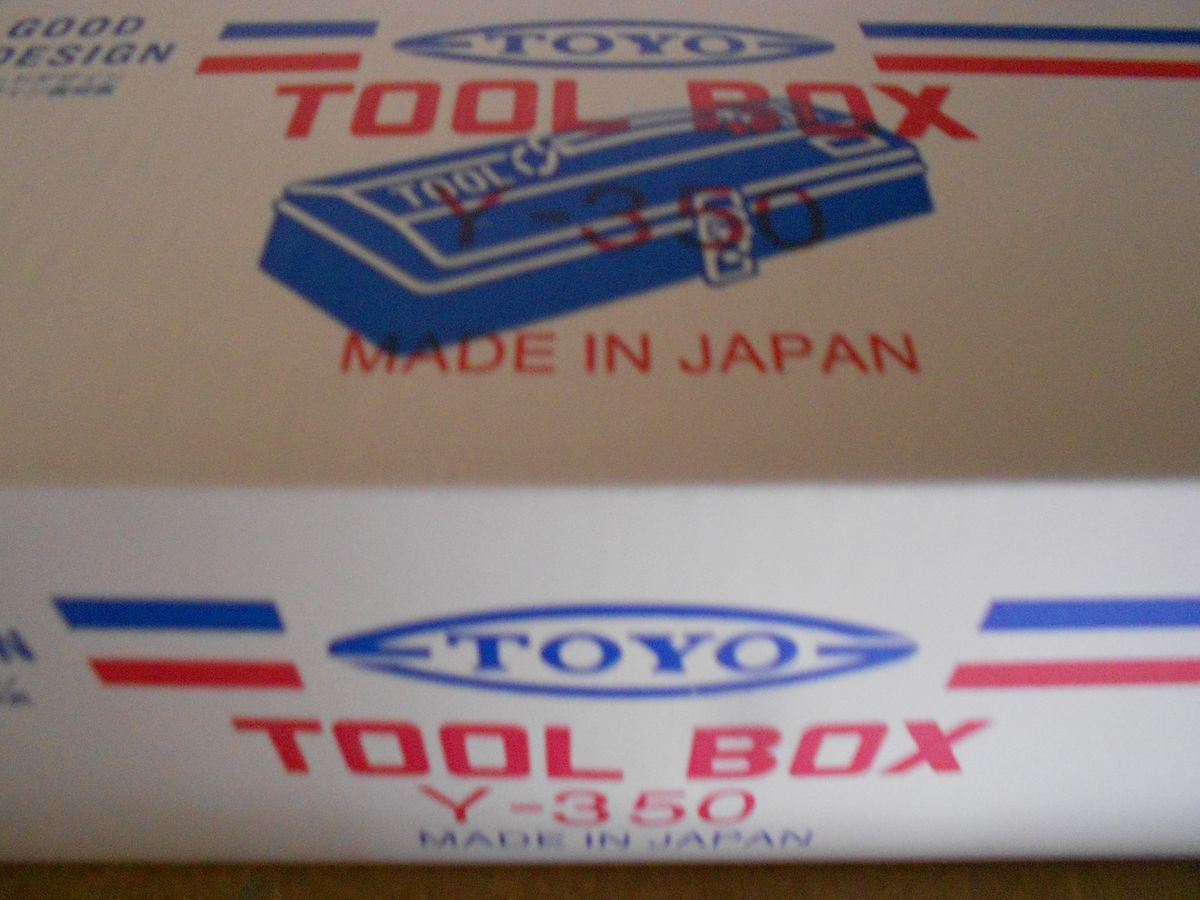 GOOD
DESIGN
TOYO
TOOL BOX
TOOL
Y-350
MADE IN JAPAN
TOYO
TOOL BOX
Y-350
MADE IN JAPAN